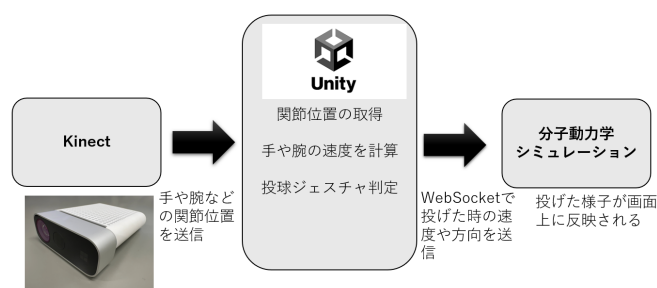 Kinect
手や腕など
の関節位置
を送信
Unity
関節位置の取得
手や腕の速度を計算
投球ジェスチャ判定
WebSocketで
投げた時の速
度や方向を送
信
分子動力学
シミュレーション
投げた様子が画面
上に反映される